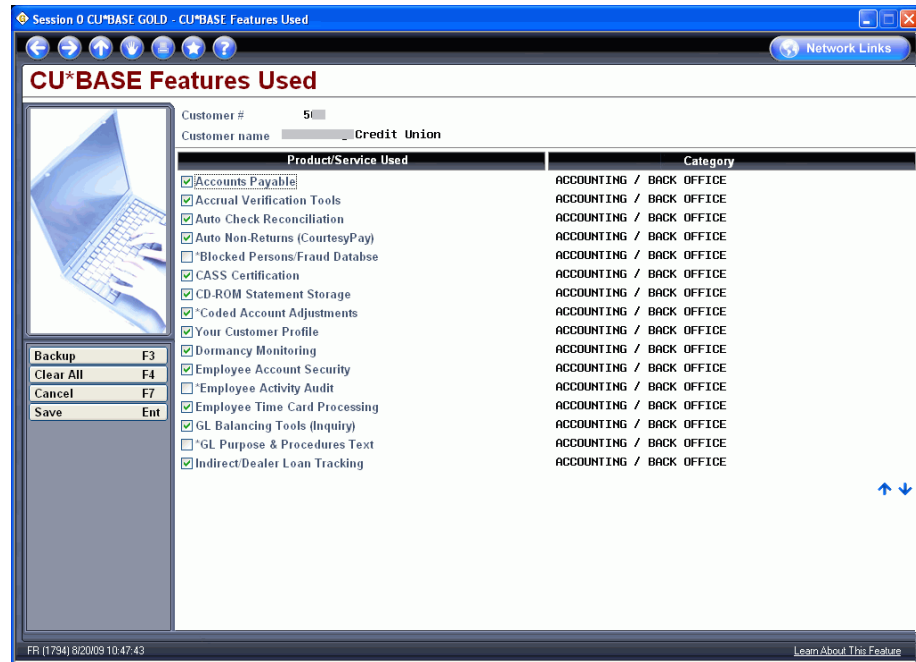 Session 0 CU*BASE GOLD - CU*BASE Features Used
Network Links
CU*BASE Features Used
Customer # 5
Customer name Credit Union
Product/Service Used Category
Accounts Payable ACCOUNTING / BACK OFFICE
Accrual Verification Tools ACCOUNTING / BACK OFFICE
Auto Check Reconciliation ACCOUNTING / BACK OFFICE
Auto Non-Returns (CourtesyPay) ACCOUNTING / BACK OFFICE
*Blocked Persons/Fraud Databse ACCOUNTING / BACK OFFICE
CASS Certification ACCOUNTING / BACK OFFICE
CD-ROM Statement Storage ACCOUNTING / BACK OFFICE
*Coded Account Adjustments ACCOUNTING / BACK OFFICE
Your Customer Profile ACCOUNTING / BACK OFFICE
Dormancy Monitoring ACCOUNTING / BACK OFFICE
Employee Account Security ACCOUNTING / BACK OFFICE
*Employee Activity Audit ACCOUNTING / BACK OFFICE
Employee Time Card Processing ACCOUNTING / BACK OFFICE
GL Balancing Tools (Inquiry) ACCOUNTING / BACK OFFICE
*GL Purpose & Procedures Text ACCOUNTING / BACK OFFICE
Indirect/Dealer Loan Tracking ACCOUNTING / BACK OFFICE
Backup F3
Clear All F4
Cancel F7
Save Ent
FR (1794) 8/20/09 10:47:43
Learn About This Feature